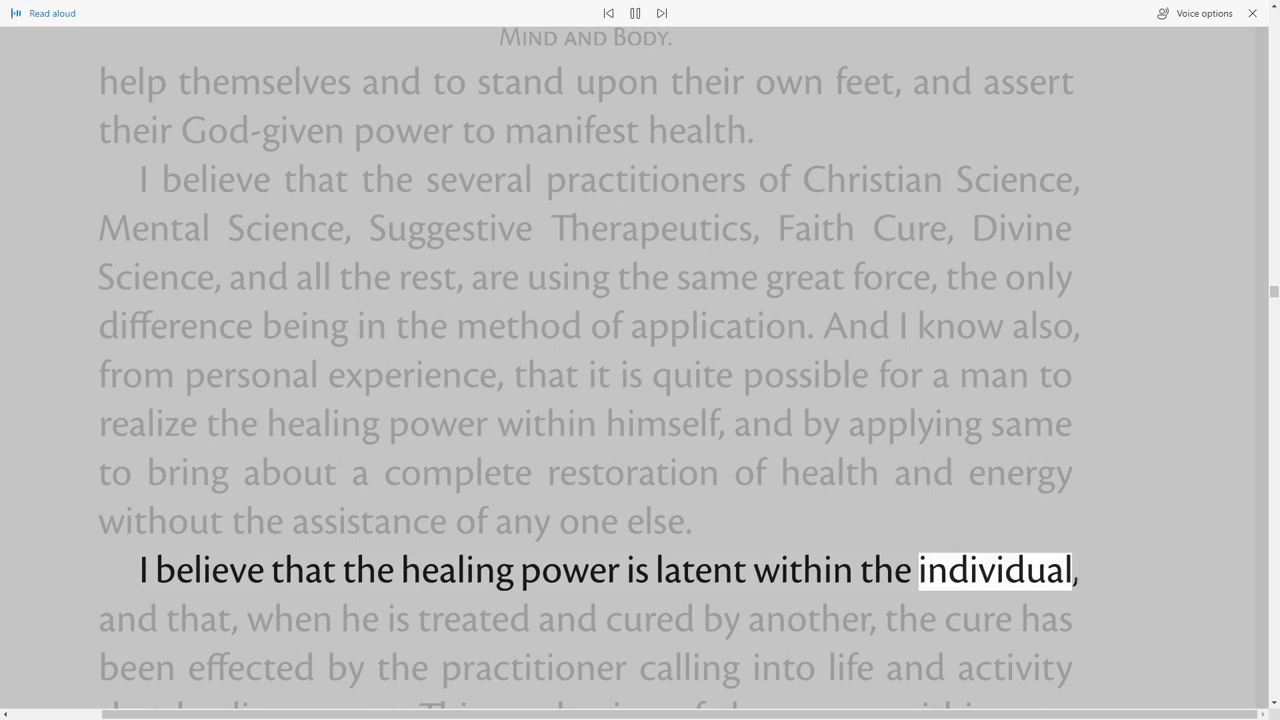 Read aloud
Voice options
MIND AND BODY.
help themselves and to stand upon their own feet, and assert
their God-given power to manifest health.
I believe that the several practitioners of Christian Science,
Mental Science, Suggestive Therapeutics, Faith Cure, Divine
Science, and all the rest, are using the same great force, the only
difference being in the method of application. And I know also,
from personal experience, that it is quite possible for a man to
realize the healing power within himself, and by applying same
to bring about a complete restoration of health and energy
without the assistance of any one else.
I believe that the healing power is latent within the individual,
and that, when he is treated and cured by another, the cure has
been effected by the practitioner calling into life and activity